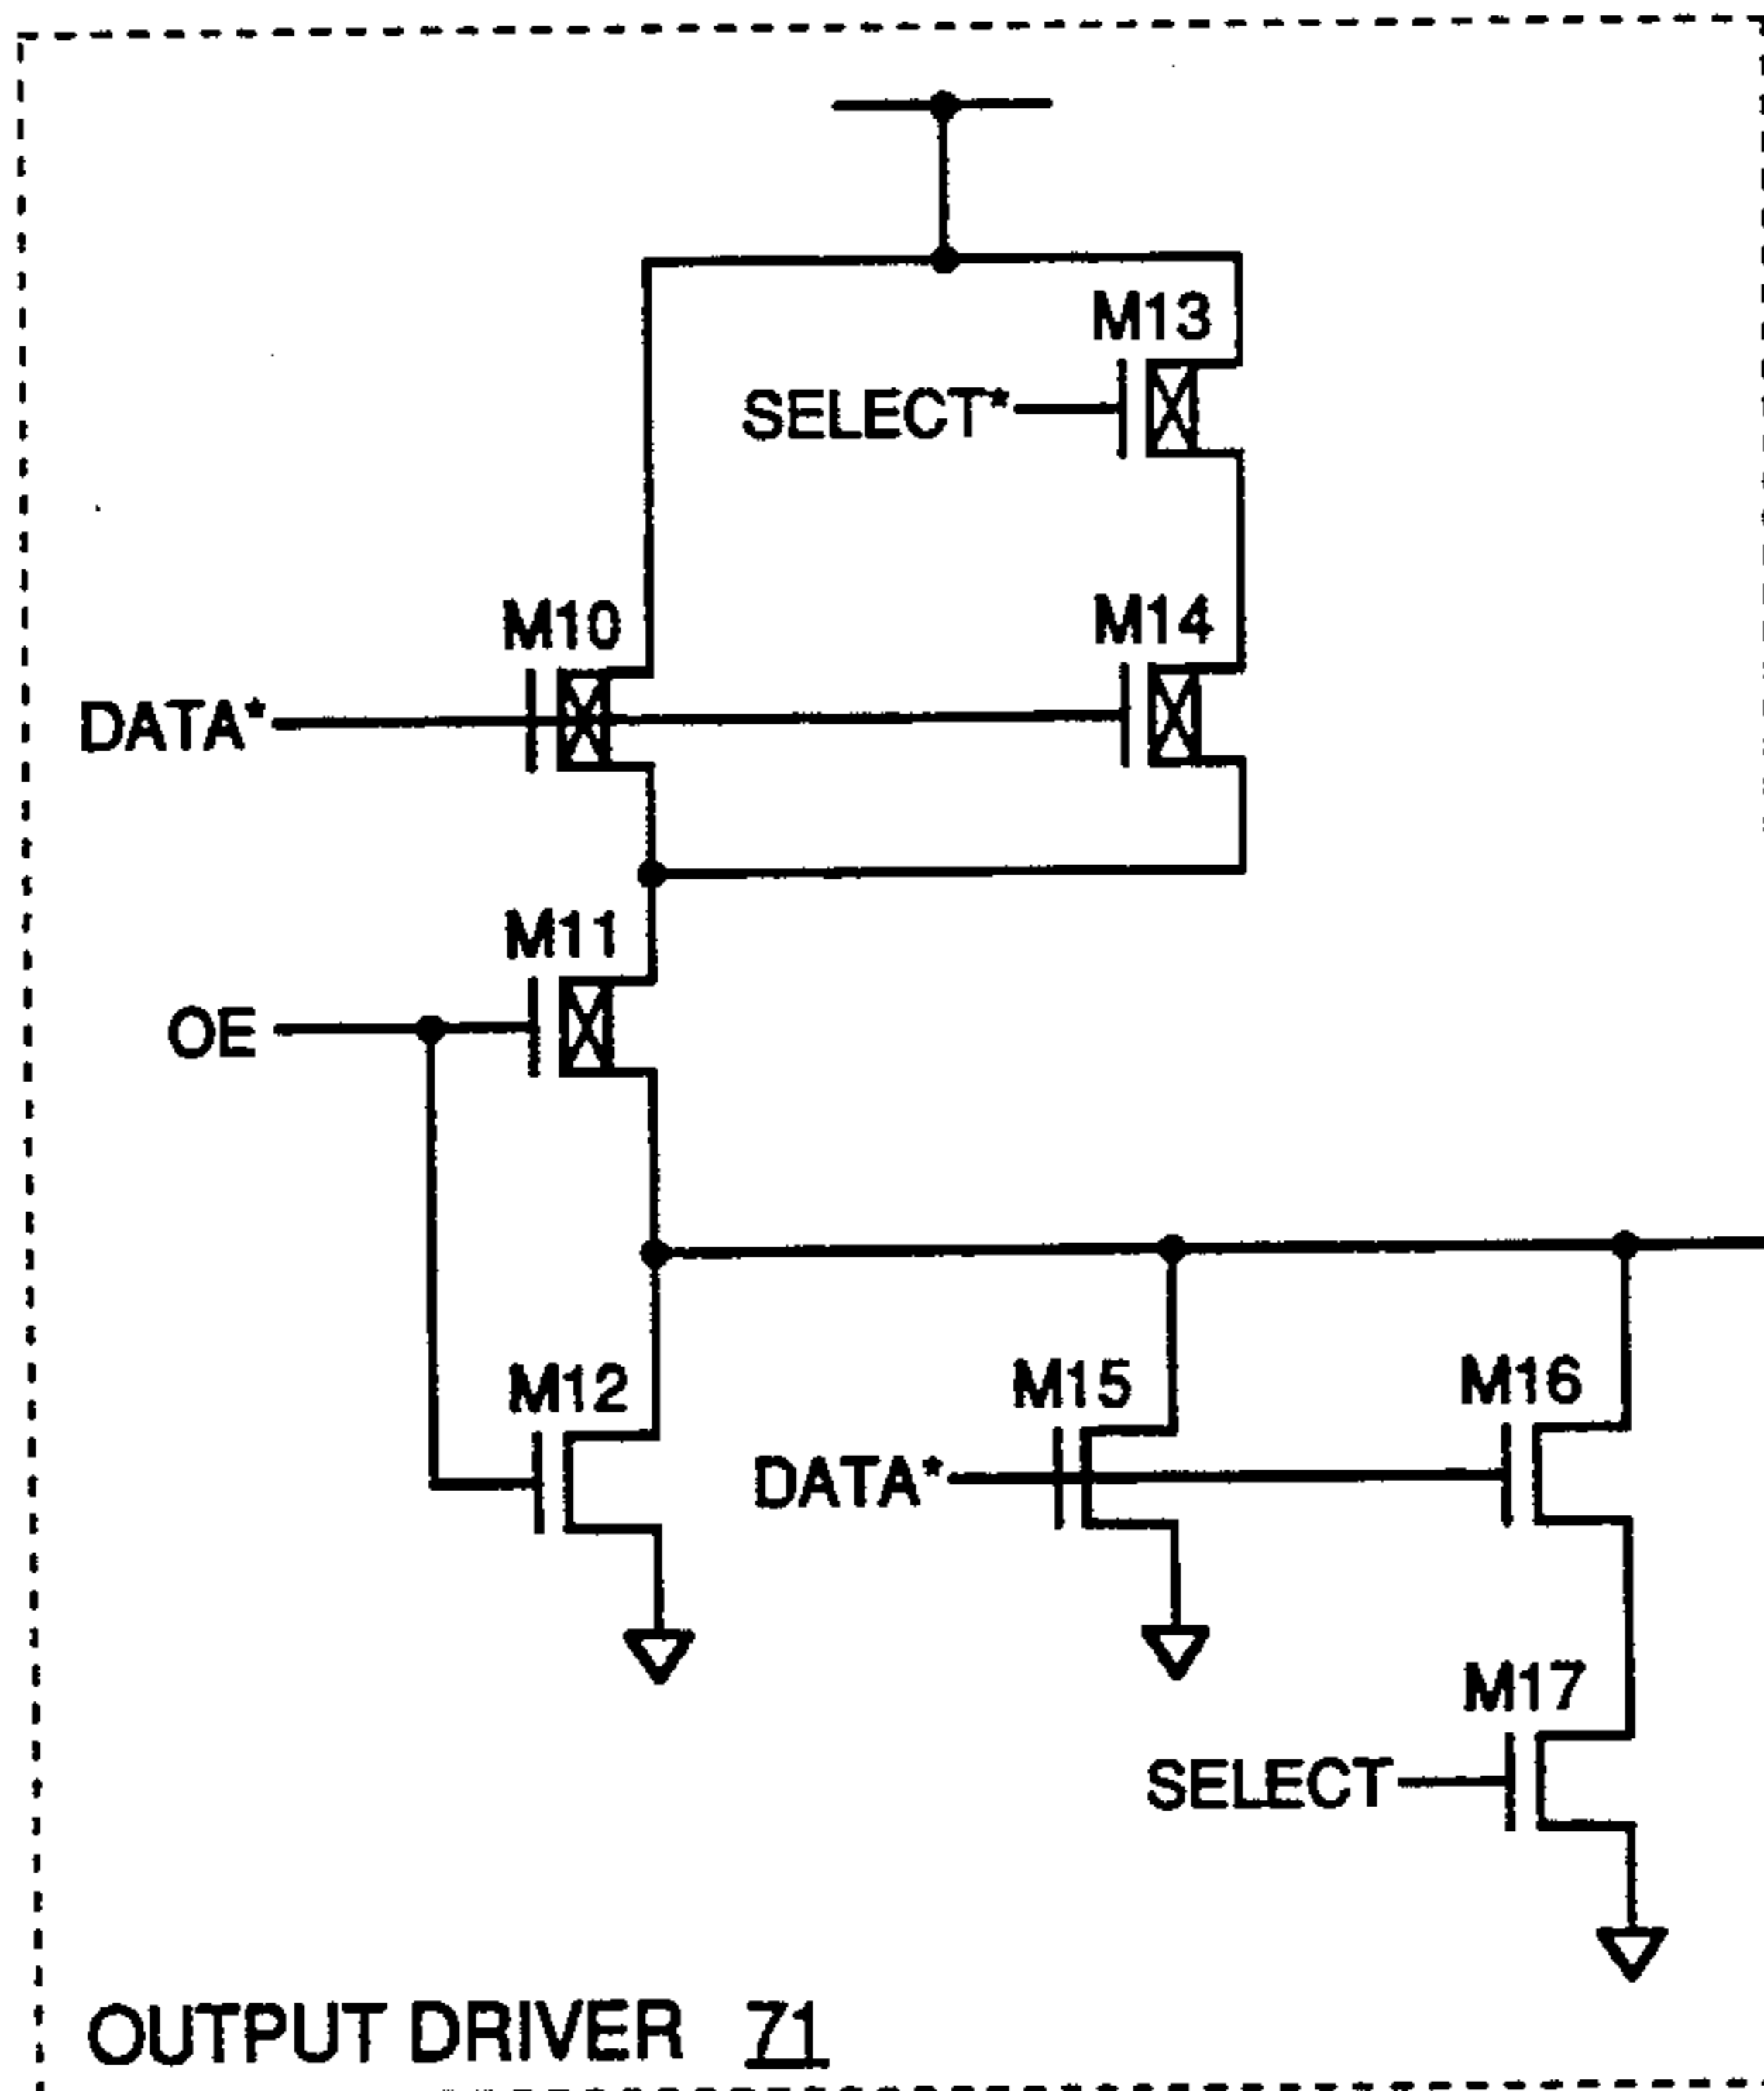 M13
SELECT*
M10
M14
DATA*
M11
OE
M12
M15
M16
DATA*
M17
SELECT
OUTPUT DRIVER 71